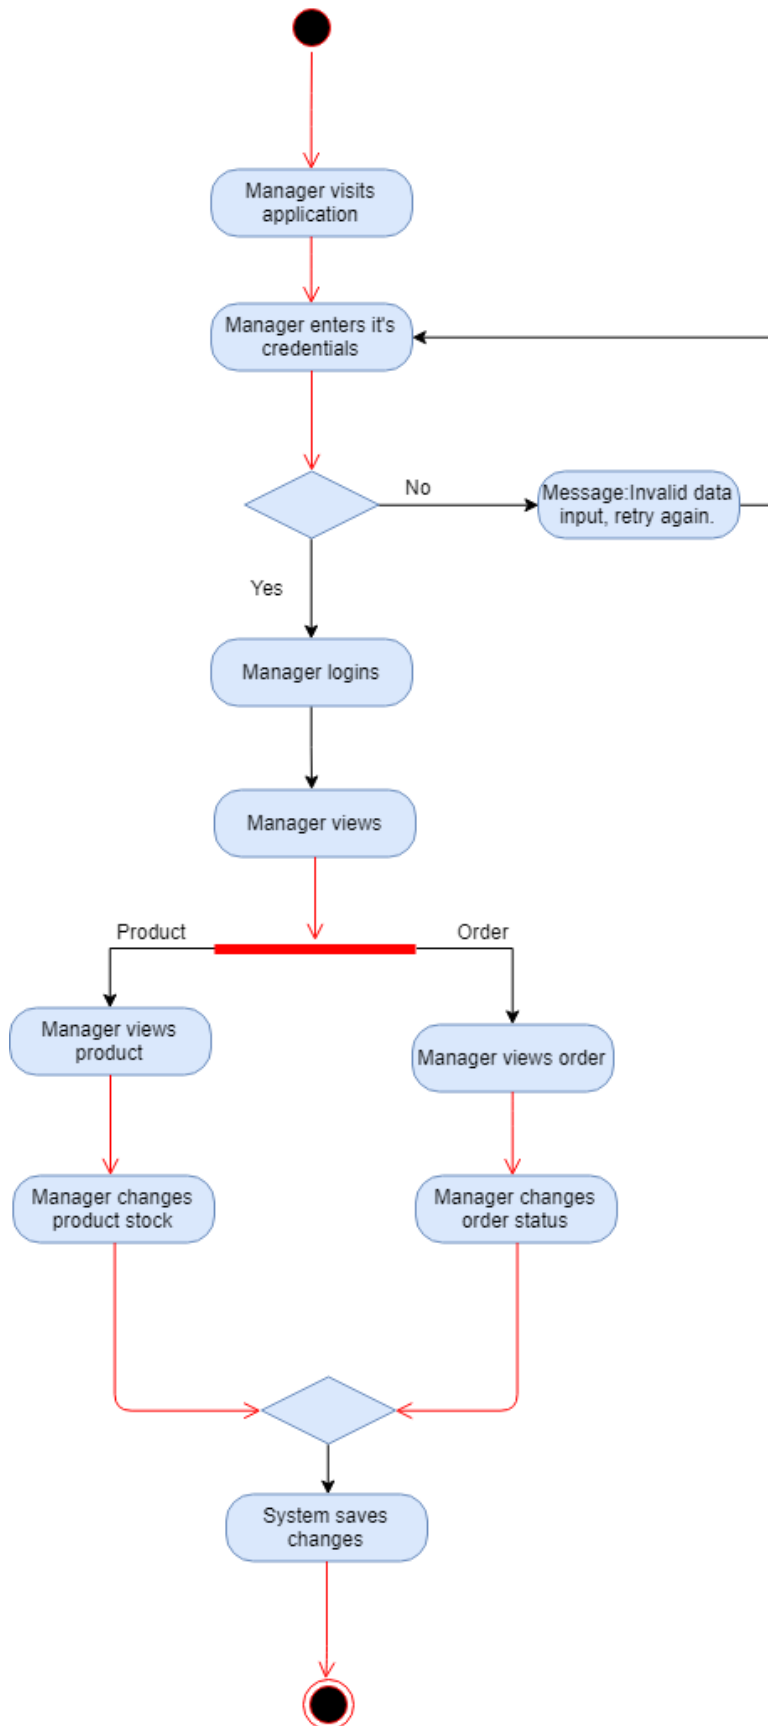 Manager visits
application
Manager enters it's
credentials
No
Message:Invalid data
input, retry again.
Yes
Manager logins
Manager views
Product
Order
Manager views
product
Manager views order
Manager changes
product stock
Manager changes
order status
System saves
changes